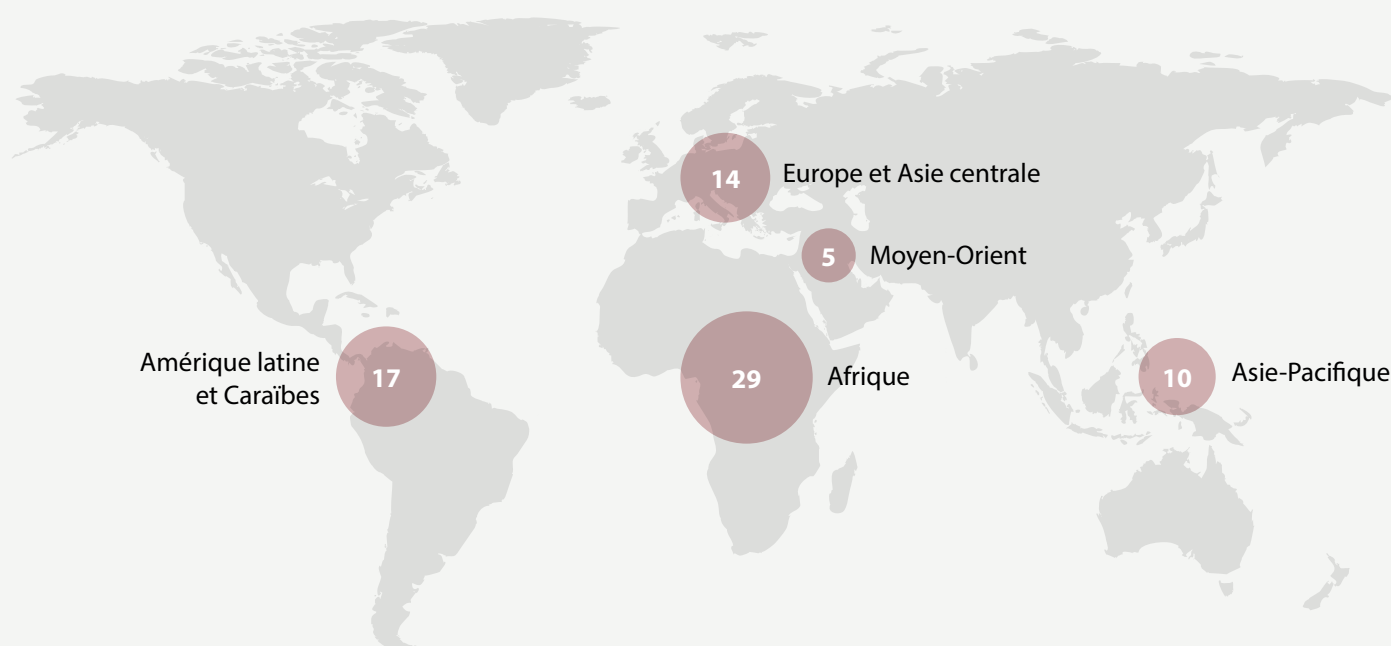 14 Europe et Asie centrale
5 Moyen-Orient
Amérique latine
et Caraïbes
17
29 Afrique
10 Asie-Pacifique